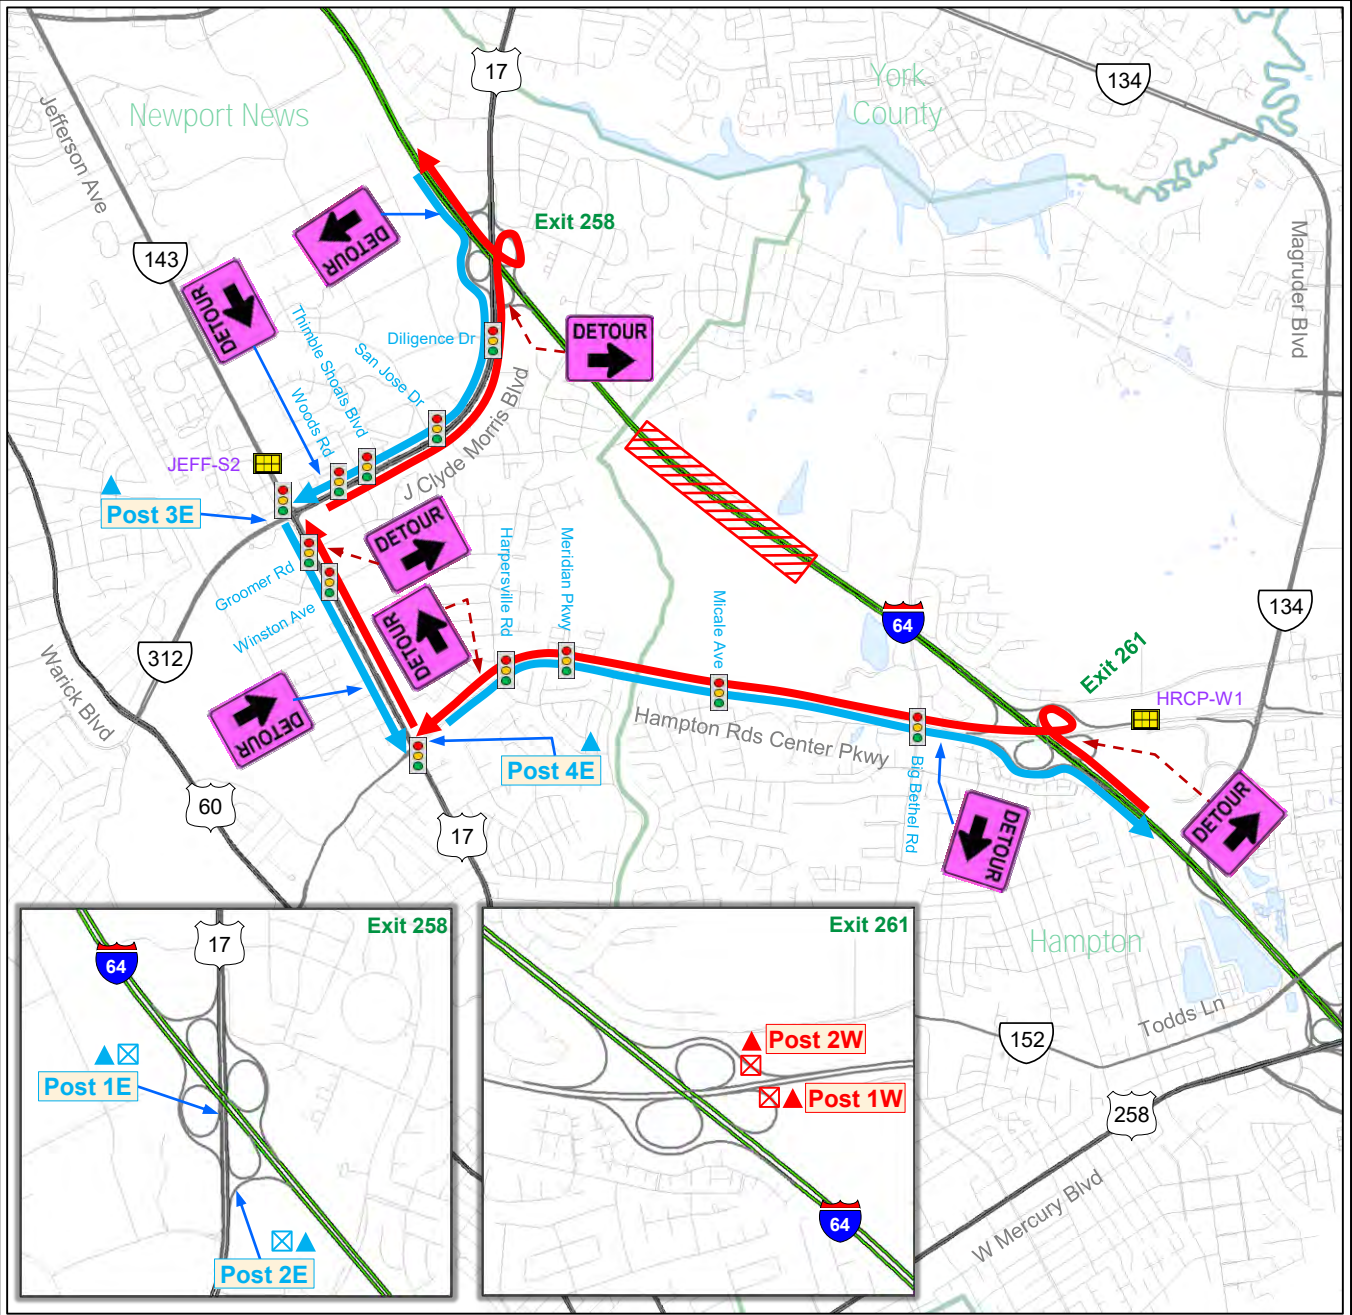 17
York
County
134
Newport News
Jefferson Ave
Exit 258
DETOUR
143
Magruder Blvd
DETOUR
Thimble Shoals Blvd
Diligence Dr
DETOUR
San Jose Dr
Woods Rd
J Clyde Morris Blvd
JEFF-S2
Post 3E
DETOUR
Harpersville Rd
Meridian Pkwy
Groomer Rd
Micale Ave
64
134
DETOUR
Winston Ave
312
Exit 261
Warick Blvd
HRCP-W1
DETOUR
Hampton Rds Center Pkwy
Post 4E
Big Bethel Rd
60
17
DETOUR
DETOUR
Hampton
Todds Ln
152
258
W Mercury Blvd
Exit 258
17
64
Post 1E
Post 2E
Exit 261
Post 2W
Post 1W
64